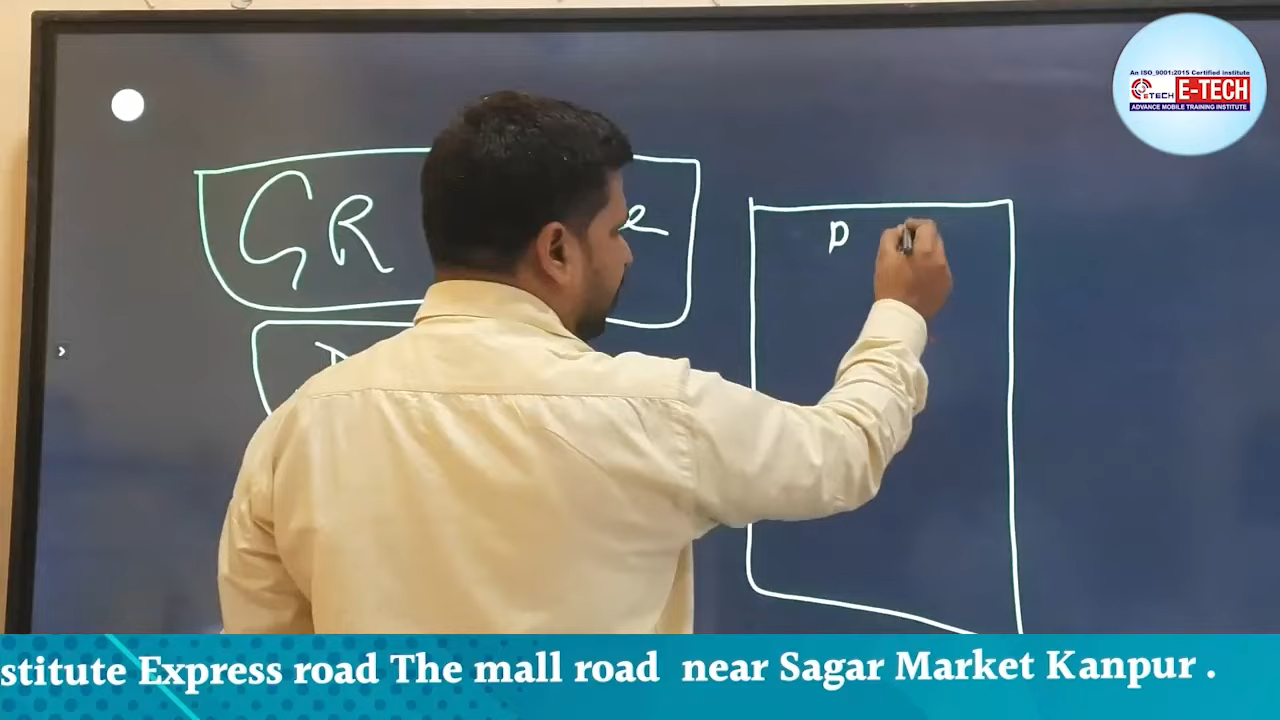 An ISO 9001:2015 Certified Institute
ETECH E-TECH
ADVANCE MOBILE TRAINING INSTITUTE
GR
e
P
stitute Express road The mall road near Sagar Market Kanpur .